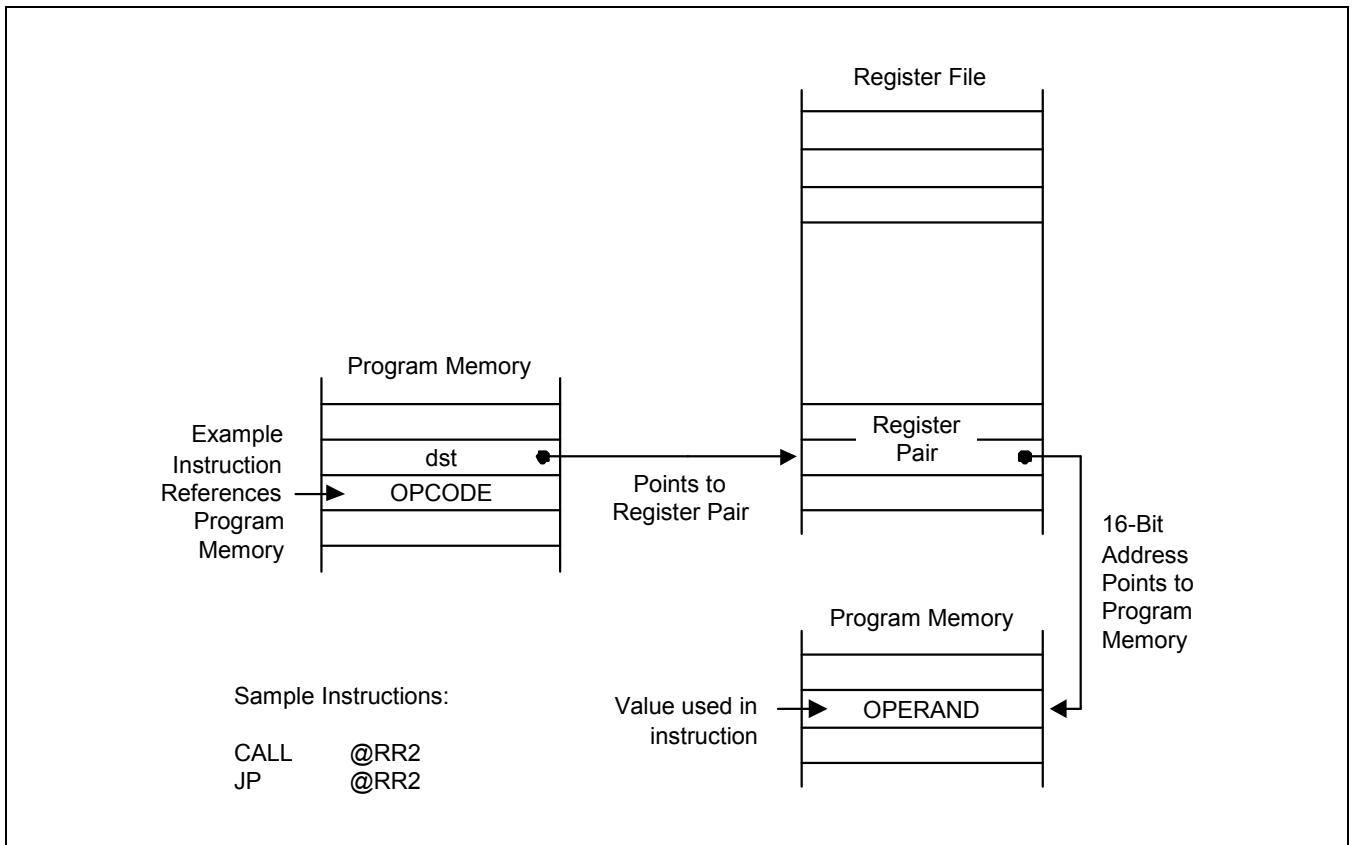 Register File
Program Memory
Example
Instruction
References
Program
Memory
dst
OPCODE
Points to
Register Pair
Register
Pair
16-Bit
Address
Points to
Program
Memory
Program Memory
Sample Instructions:
CALL @RR2
JP @RR2
Value used in
instruction
OPERAND